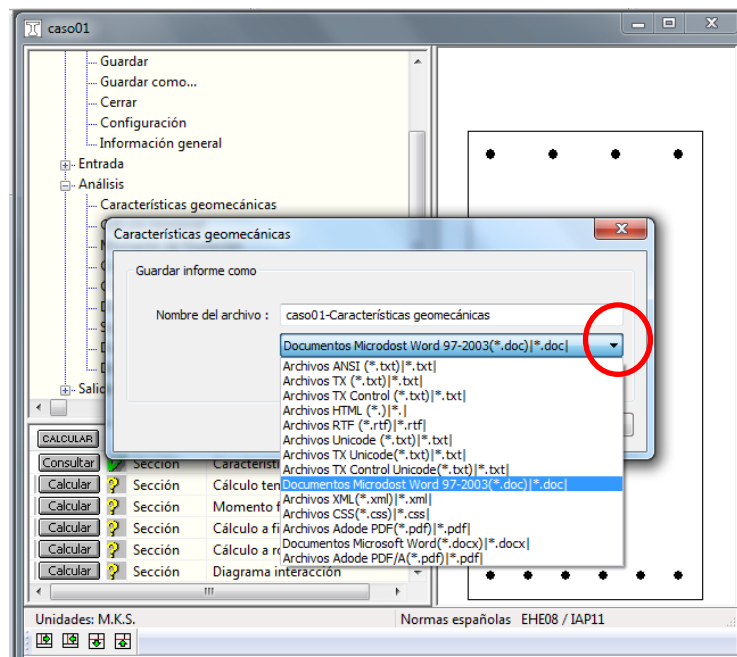 caso01
Guardar
Guardar como...
Cerrar
Configuración
Información general
Entrada
Análisis
Características geomecánicas
Características geomecánicas
Guardar informe como
Nombre del archivo :
caso01-Características geomecánicas
Documentos Microdost Word 97-2003(*.doc)|*.doc|
Archivos ANSI (*.txt)|*.txt|
Archivos TX (*.txt)|*.txt|
Archivos TX Control (*.txt)|*.txt|
Archivos HTML (*.)|*.|
Archivos RTF (*.rtf)|*.rtf|
Archivos Unicode (*.txt)|*.txt|
Archivos TX Unicode(*.txt)|*.txt|
Archivos TX Control Unicode(*.txt)|*.txt|
Documentos Microdost Word 97-2003(*.doc)|*.doc|
Archivos XML(*.xml)|*.xml|
Archivos CSS(*.css)|*.css|
Archivos Adode PDF(*.pdf)|*.pdf|
Documentos Microsoft Word(*.docx)|*.docx|
Archivos Adode PDF/A(*.pdf)|*.pdf|
CALCULAR
Consultar Sección
Calcular Sección Cálculo
Calcular Sección Momento
Calcular Sección Cálculo a
Calcular Sección Cálculo a
Calcular Sección Diagrama interacción
Unidades: M.K.S. Normas españolas EHE08 / IAP11